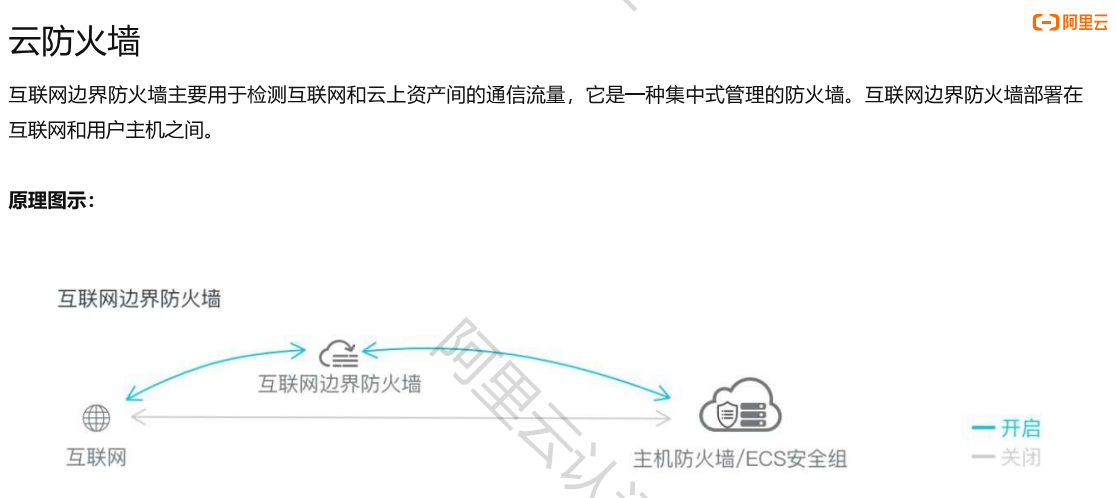 阿里云
云防火墙
互联网边界防火墙主要用于检测互联网和云上资产间的通信流量，它是一种集中式管理的防火墙。互联网边界防火墙部署在
互联网和用户主机之间。
原理图示：
互联网边界防火墙
互联网边界防火墙
互联网
主机防火墙/ECS安全组
开启
关闭
阿里云认